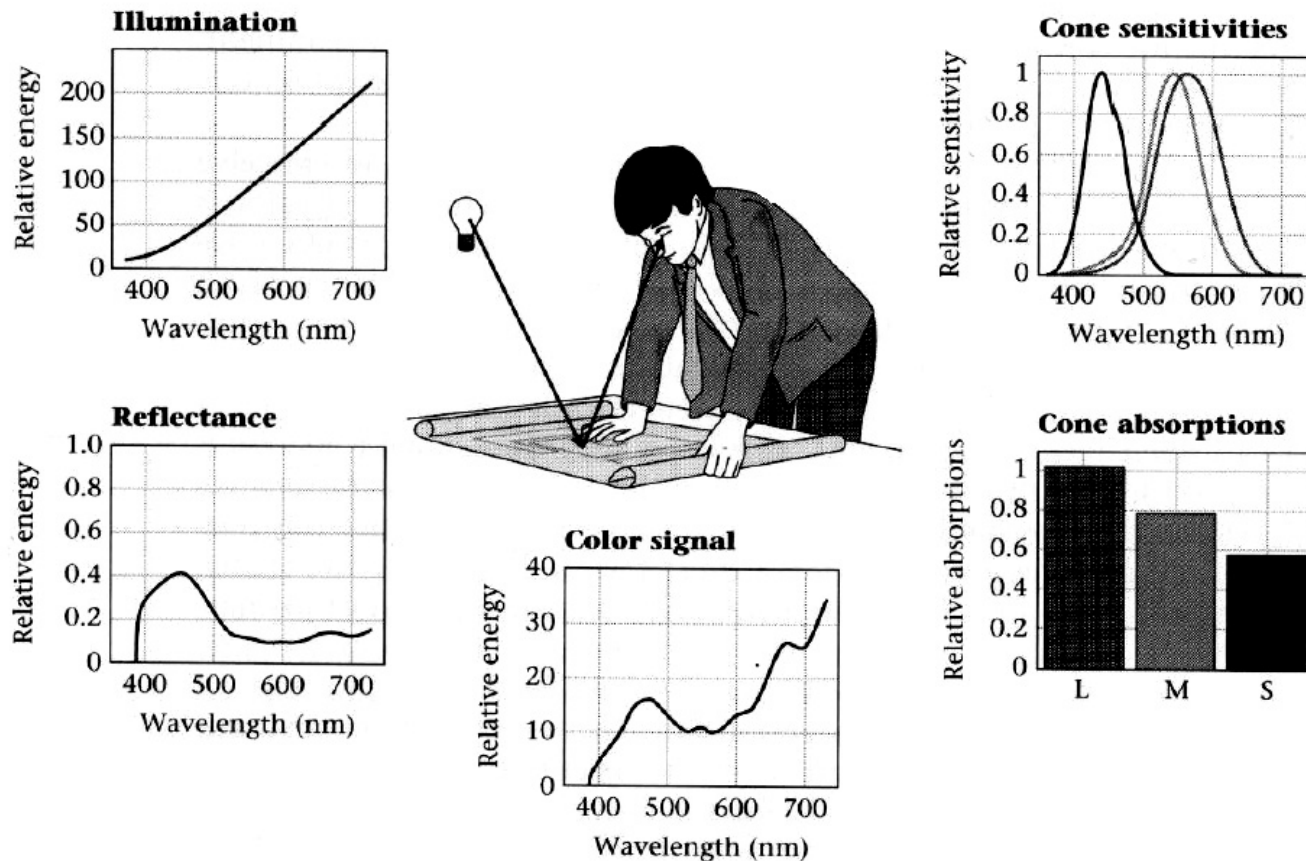 Illumination
Relative energy
200
150
100
50
0
400 500 600 700
Wavelength (nm)
Reflectance
Relative energy
1.0
0.8
0.6
0.4
0.2
0
400 500 600 700
Wavelength (nm)
Color signal
Relative energy
40
30
20
10
0
400 500 600 700
Wavelength (nm)
Cone sensitivities
Relative sensitivity
1
0.8
0.6
0.4
0.2
0
400 500 600 700
Wavelength (nm)
Cone absorptions
Relative absorptions
1
0.8
0.6
0.4
0.2
0
L M S